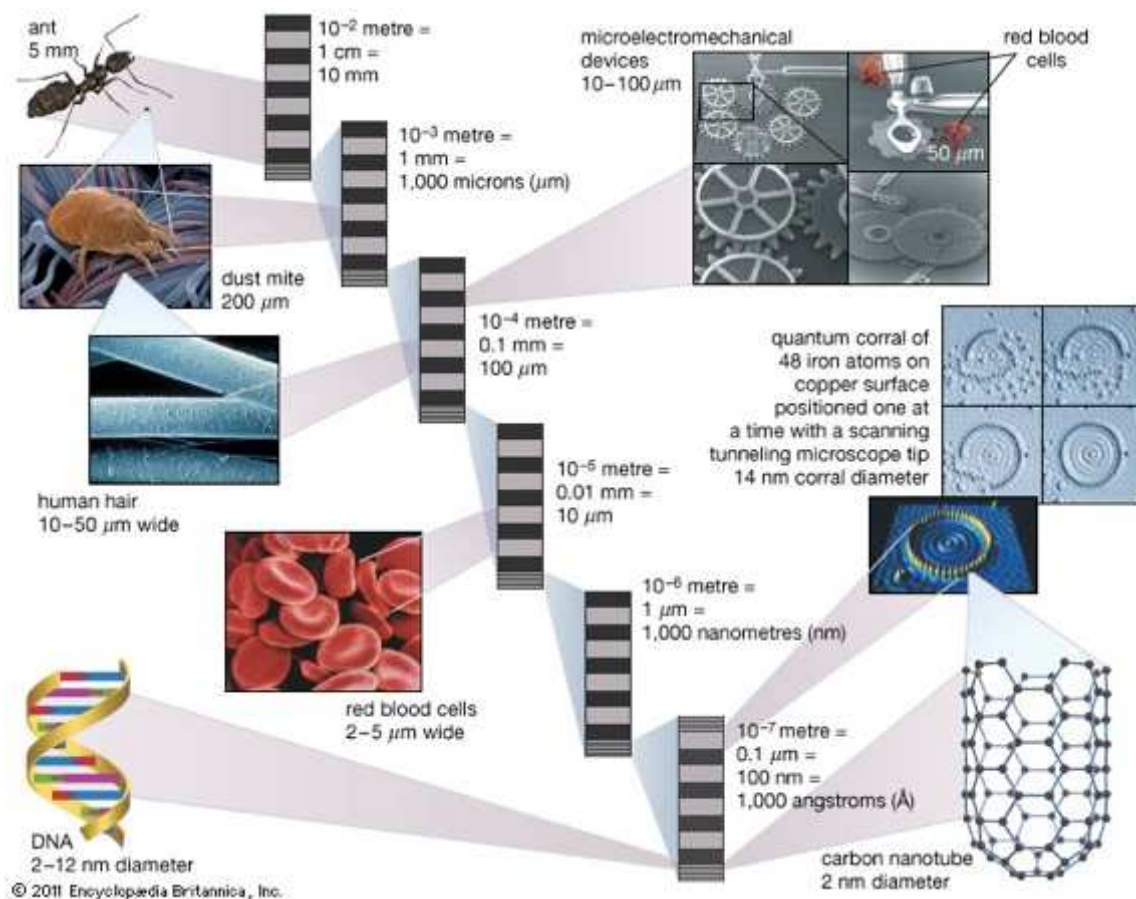 ant
5 mm
10⁻² metre =
1 cm =
10 mm
microelectromechanical
devices
10–100 μm
red blood
cells
50 μm
10⁻³ metre =
1 mm =
1,000 microns (μm)
dust mite
200 μm
10⁻⁴ metre =
0.1 mm =
100 μm
quantum corral of
48 iron atoms on
copper surface
positioned one at
a time with a scanning
tunneling microscope tip
14 nm corral diameter
human hair
10–50 μm wide
10⁻⁵ metre =
0.01 mm =
10 μm
10⁻⁶ metre =
1 μm =
1,000 nanometres (nm)
red blood cells
2–5 μm wide
10⁻⁷ metre =
0.1 μm =
100 nm =
1,000 angstroms (Å)
DNA
2–12 nm diameter
carbon nanotube
2 nm diameter
© 2011 Encyclopædia Britannica, Inc.